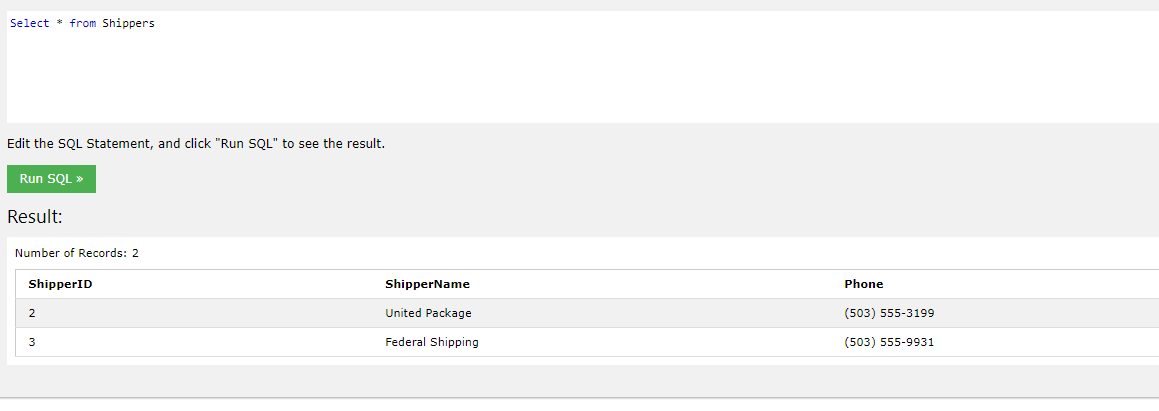 Select * from Shippers
Edit the SQL Statement, and click "Run SQL" to see the result.
Run SQL »
Result:
Number of Records: 2
ShipperID ShipperName Phone
2 United Package (503) 555-3199
3 Federal Shipping (503) 555-9931